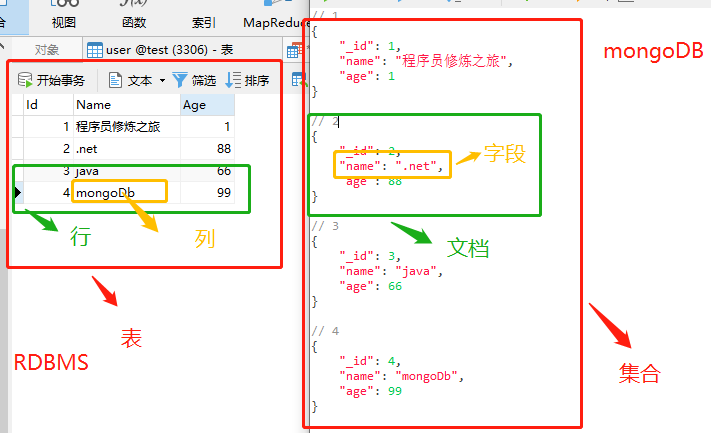 视图
函数
索引
MapReduce
对象
user @test (3306) - 表
开始事务
文本
筛选
排序
Id Name Age
1 程序员修炼之旅 1
2 .net 88
3 java 66
4 mongoDb 99
行
列
表
RDBMS
// 1
{
"_id": 1,
"name": "程序员修炼之旅",
"age": 1
}
// 2
{
"_id": 2,
"name": ".net",
"age": 88
}
// 3
{
"_id": 3,
"name": "java",
"age": 66
}
// 4
{
"_id": 4,
"name": "mongoDb",
"age": 99
}
mongoDB
字段
文档
集合